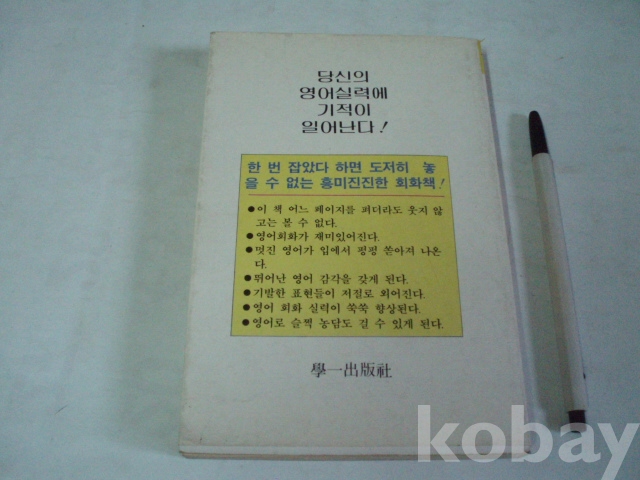 당신의
영어실력에
기적이
일어난다!
한 번 잡았다 하면 도저히 놓
을 수 없는 흥미진진한 회화책!
●이 책 어느 페이지를 펴더라도 웃지 않
고는 볼 수 없다.
●영어회화가 재미있어진다.
●멋진 영어가 입에서 펑펑 쏟아져 나온
다.
●뛰어난 영어 감각을 갖게 된다.
●기발한 표현들이 저절로 외어진다.
●영어 회화 실력이 쑥쑥 향상된다.
●영어로 슬쩍 농담도 걸 수 있게 된다.
學一出版社
kobay